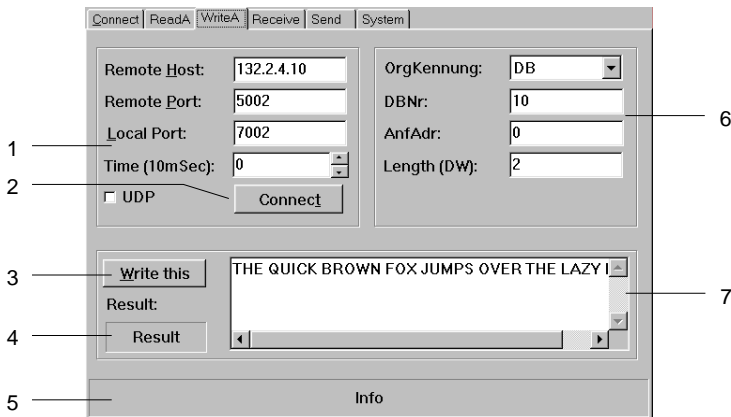 Connect ReadA WriteA Receive Send System
Remote Host: 132.2.4.10
Remote Port: 5002
Local Port: 7002
Time (10mSec): 0
UDP Connect
OrgKennung: DB
DBNr: 10
AnfAdr: 0
Length (DW): 2
1
2
6
Write this
THE QUICK BROWN FOX JUMPS OVER THE LAZY
Result:
Result
3
4
7
Info
5